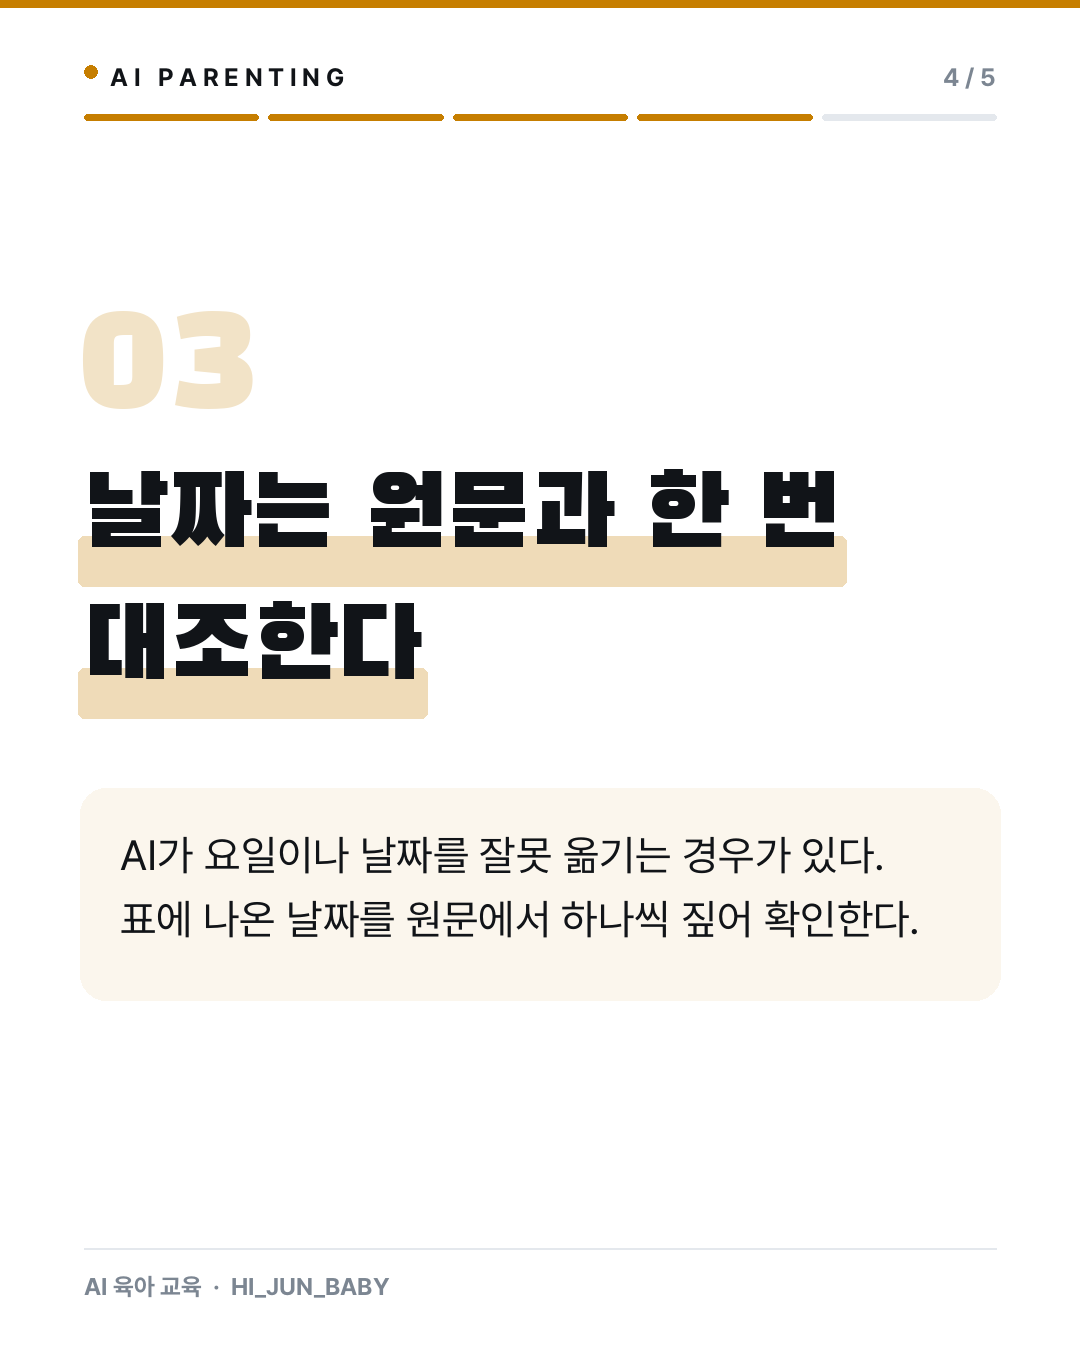 AI PARENTING
4 / 5
03
날짜는 원문과 한 번
대조한다
AI가 요일이나 날짜를 잘못 옮기는 경우가 있다.
표에 나온 날짜를 원문에서 하나씩 짚어 확인한다.
AI 육아 교육 · HI_JUN_BABY